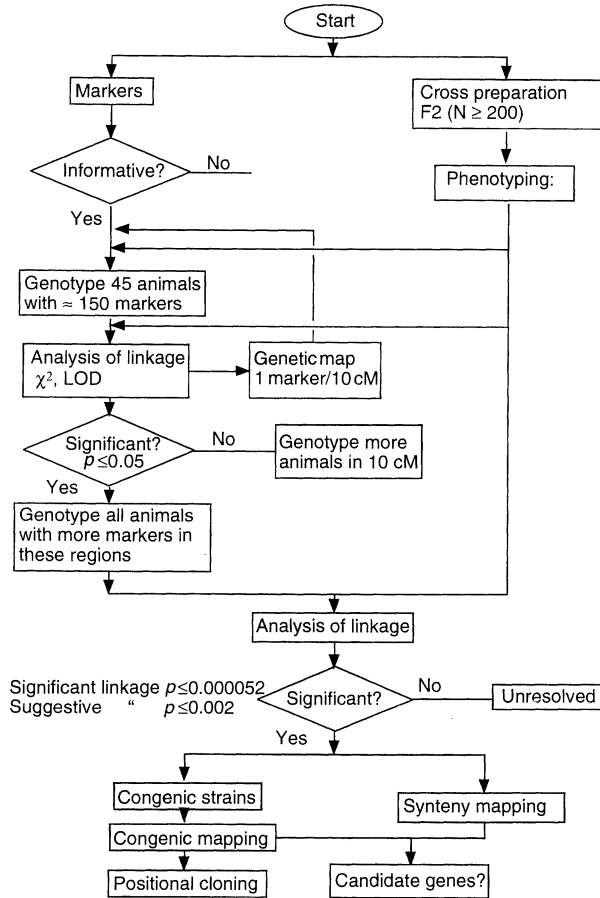 Start
Markers
Cross preparation
F2 (N ≥ 200)
Informative?
No
Phenotyping:
Yes
Genotype 45 animals
with ≈ 150 markers
Analysis of linkage
χ², LOD
Genetic map
1 marker/10 cM
Significant?
p≤0.05
No
Genotype more
animals in 10 cM
Yes
Genotype all animals
with more markers in
these regions
Analysis of linkage
Significant linkage p≤0.000052
Suggestive “ p≤0.002
Significant?
No
Unresolved
Yes
Congenic strains
Synteny mapping
Congenic mapping
Positional cloning
Candidate genes?